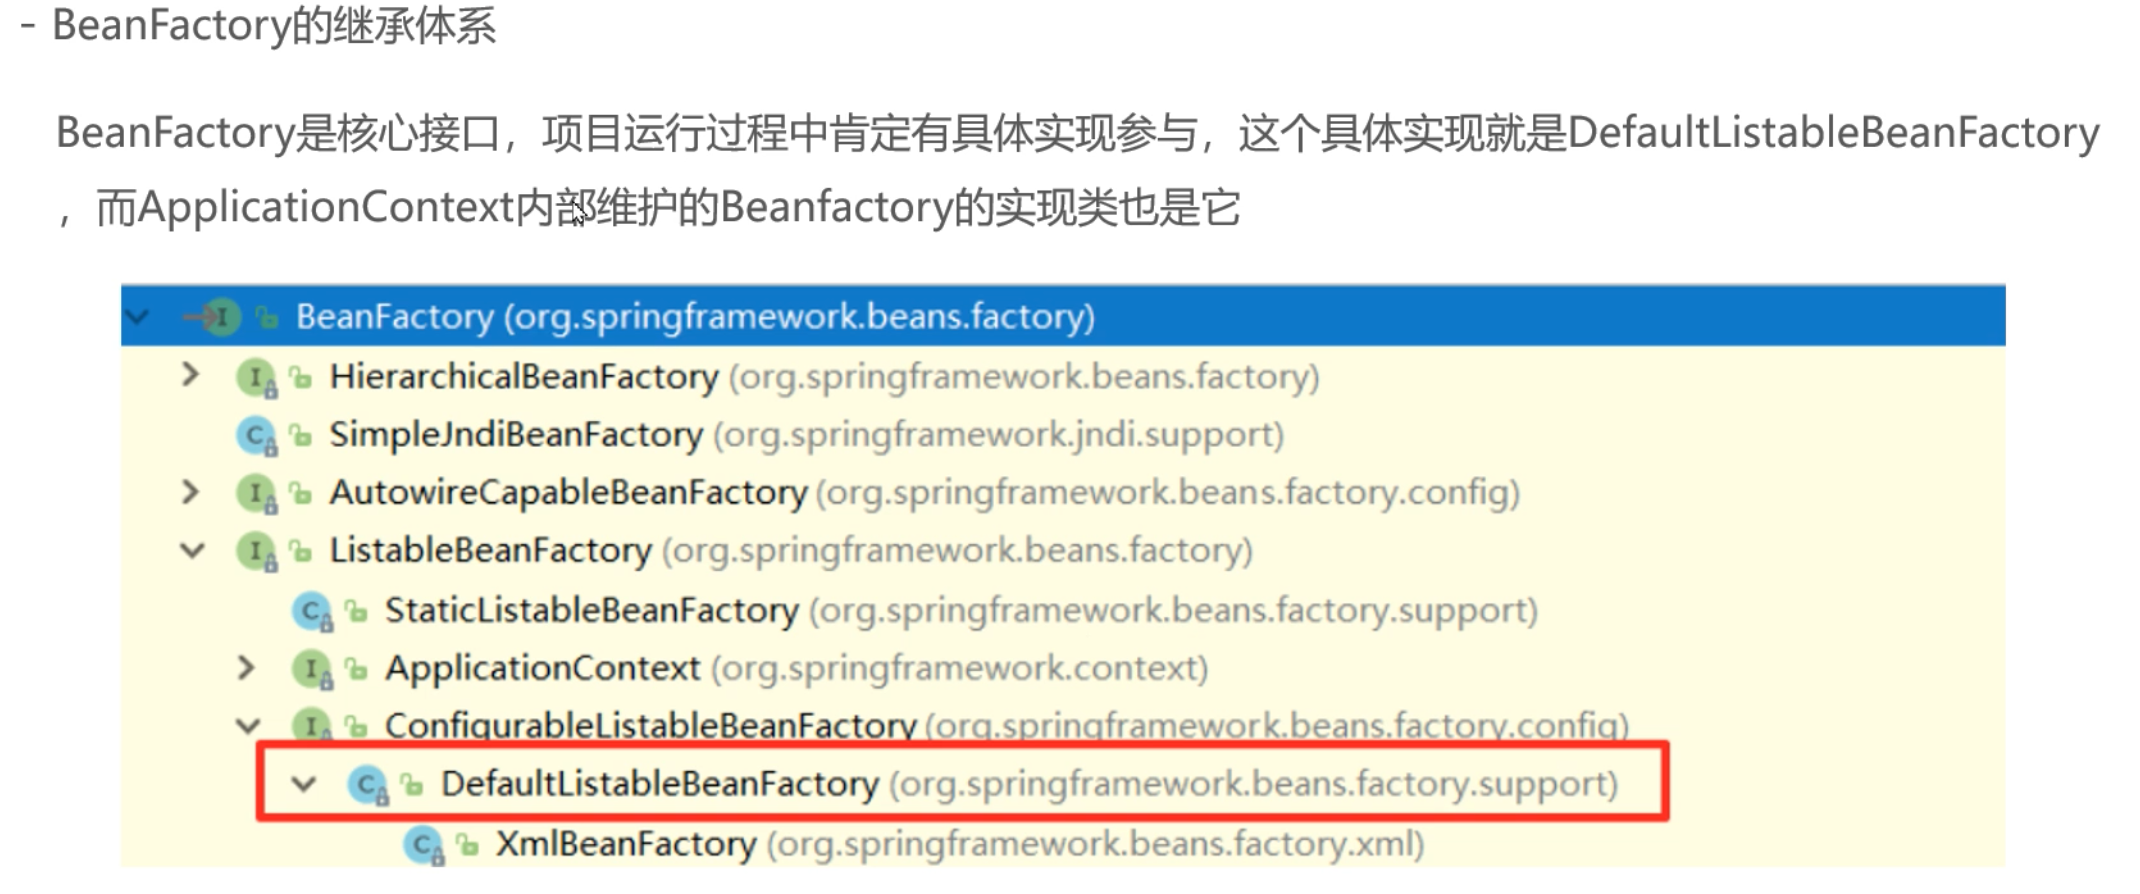 - BeanFactory的继承体系
BeanFactory是核心接口，项目运行过程中肯定有具体实现参与，这个具体实现就是DefaultListableBeanFactory
，而ApplicationContext内部维护的Beanfactory的实现类也是它
BeanFactory (org.springframework.beans.factory)
HierarchicalBeanFactory (org.springframework.beans.factory)
SimpleJndiBeanFactory (org.springframework.jndi.support)
AutowireCapableBeanFactory (org.springframework.beans.factory.config)
ListableBeanFactory (org.springframework.beans.factory)
StaticListableBeanFactory (org.springframework.beans.factory.support)
ApplicationContext (org.springframework.context)
ConfigurableListableBeanFactory (org.springframework.beans.factory.config)
DefaultListableBeanFactory (org.springframework.beans.factory.support)
XmlBeanFactory (org.springframework.beans.factory.xml)